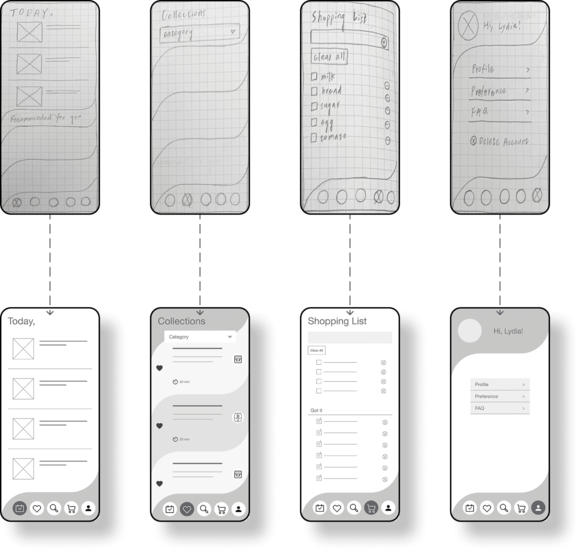 TODAY,
Recommended for you
Collections
category
Shopping List
clear all
milk
bread
sugar
egg
tomato
Hi, Lydia!
Profile
Preference
FAQ
Delete Account
Today,
Collections
Category
30 min
20 min
Shopping List
Clear All
Got it
Hi, Lydia!
Profile
Preference
FAQ